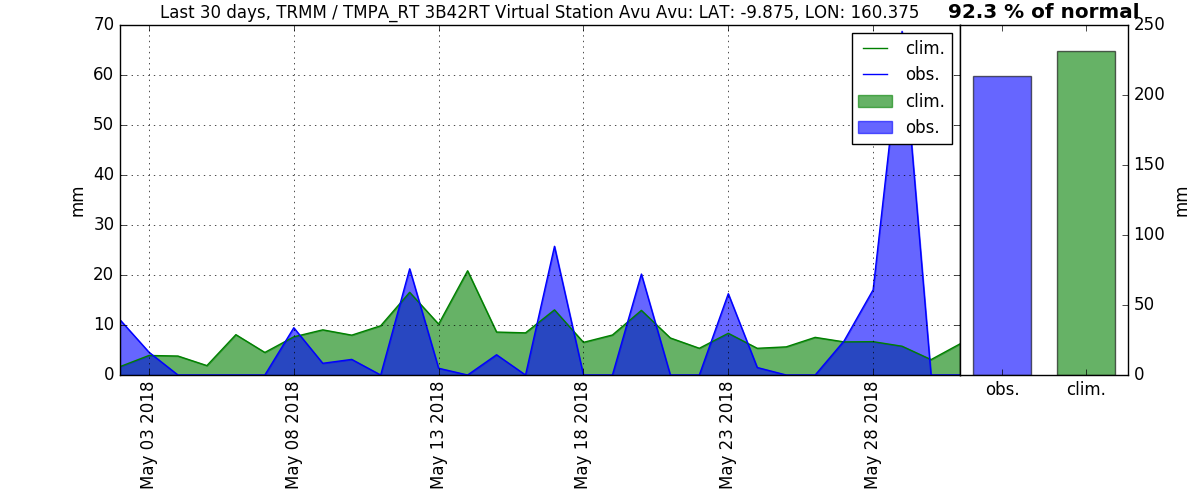 Last 30 days, TRMM / TMPA_RT 3B42RT Virtual Station Avu Avu: LAT: -9.875, LON: 160.375
92.3 % of normal
70
60
50
40
30
20
10
0
mm
clim.
obs.
clim.
obs.
May 03 2018
May 08 2018
May 13 2018
May 18 2018
May 23 2018
May 28 2018
250
200
150
100
50
0
mm
obs.
clim.